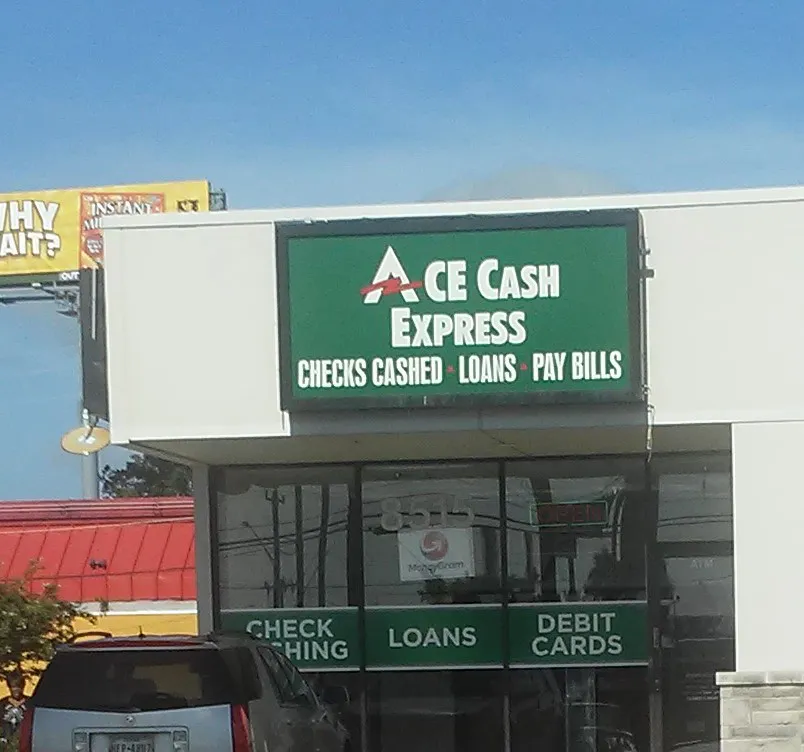 WHY
AIT?
INSTANT
ACE CASH
EXPRESS
CHECKS CASHED · LOANS · PAY BILLS
8515
OPEN
MoneyGram
ATM
CHECK
SHING
LOANS
DEBIT
CARDS